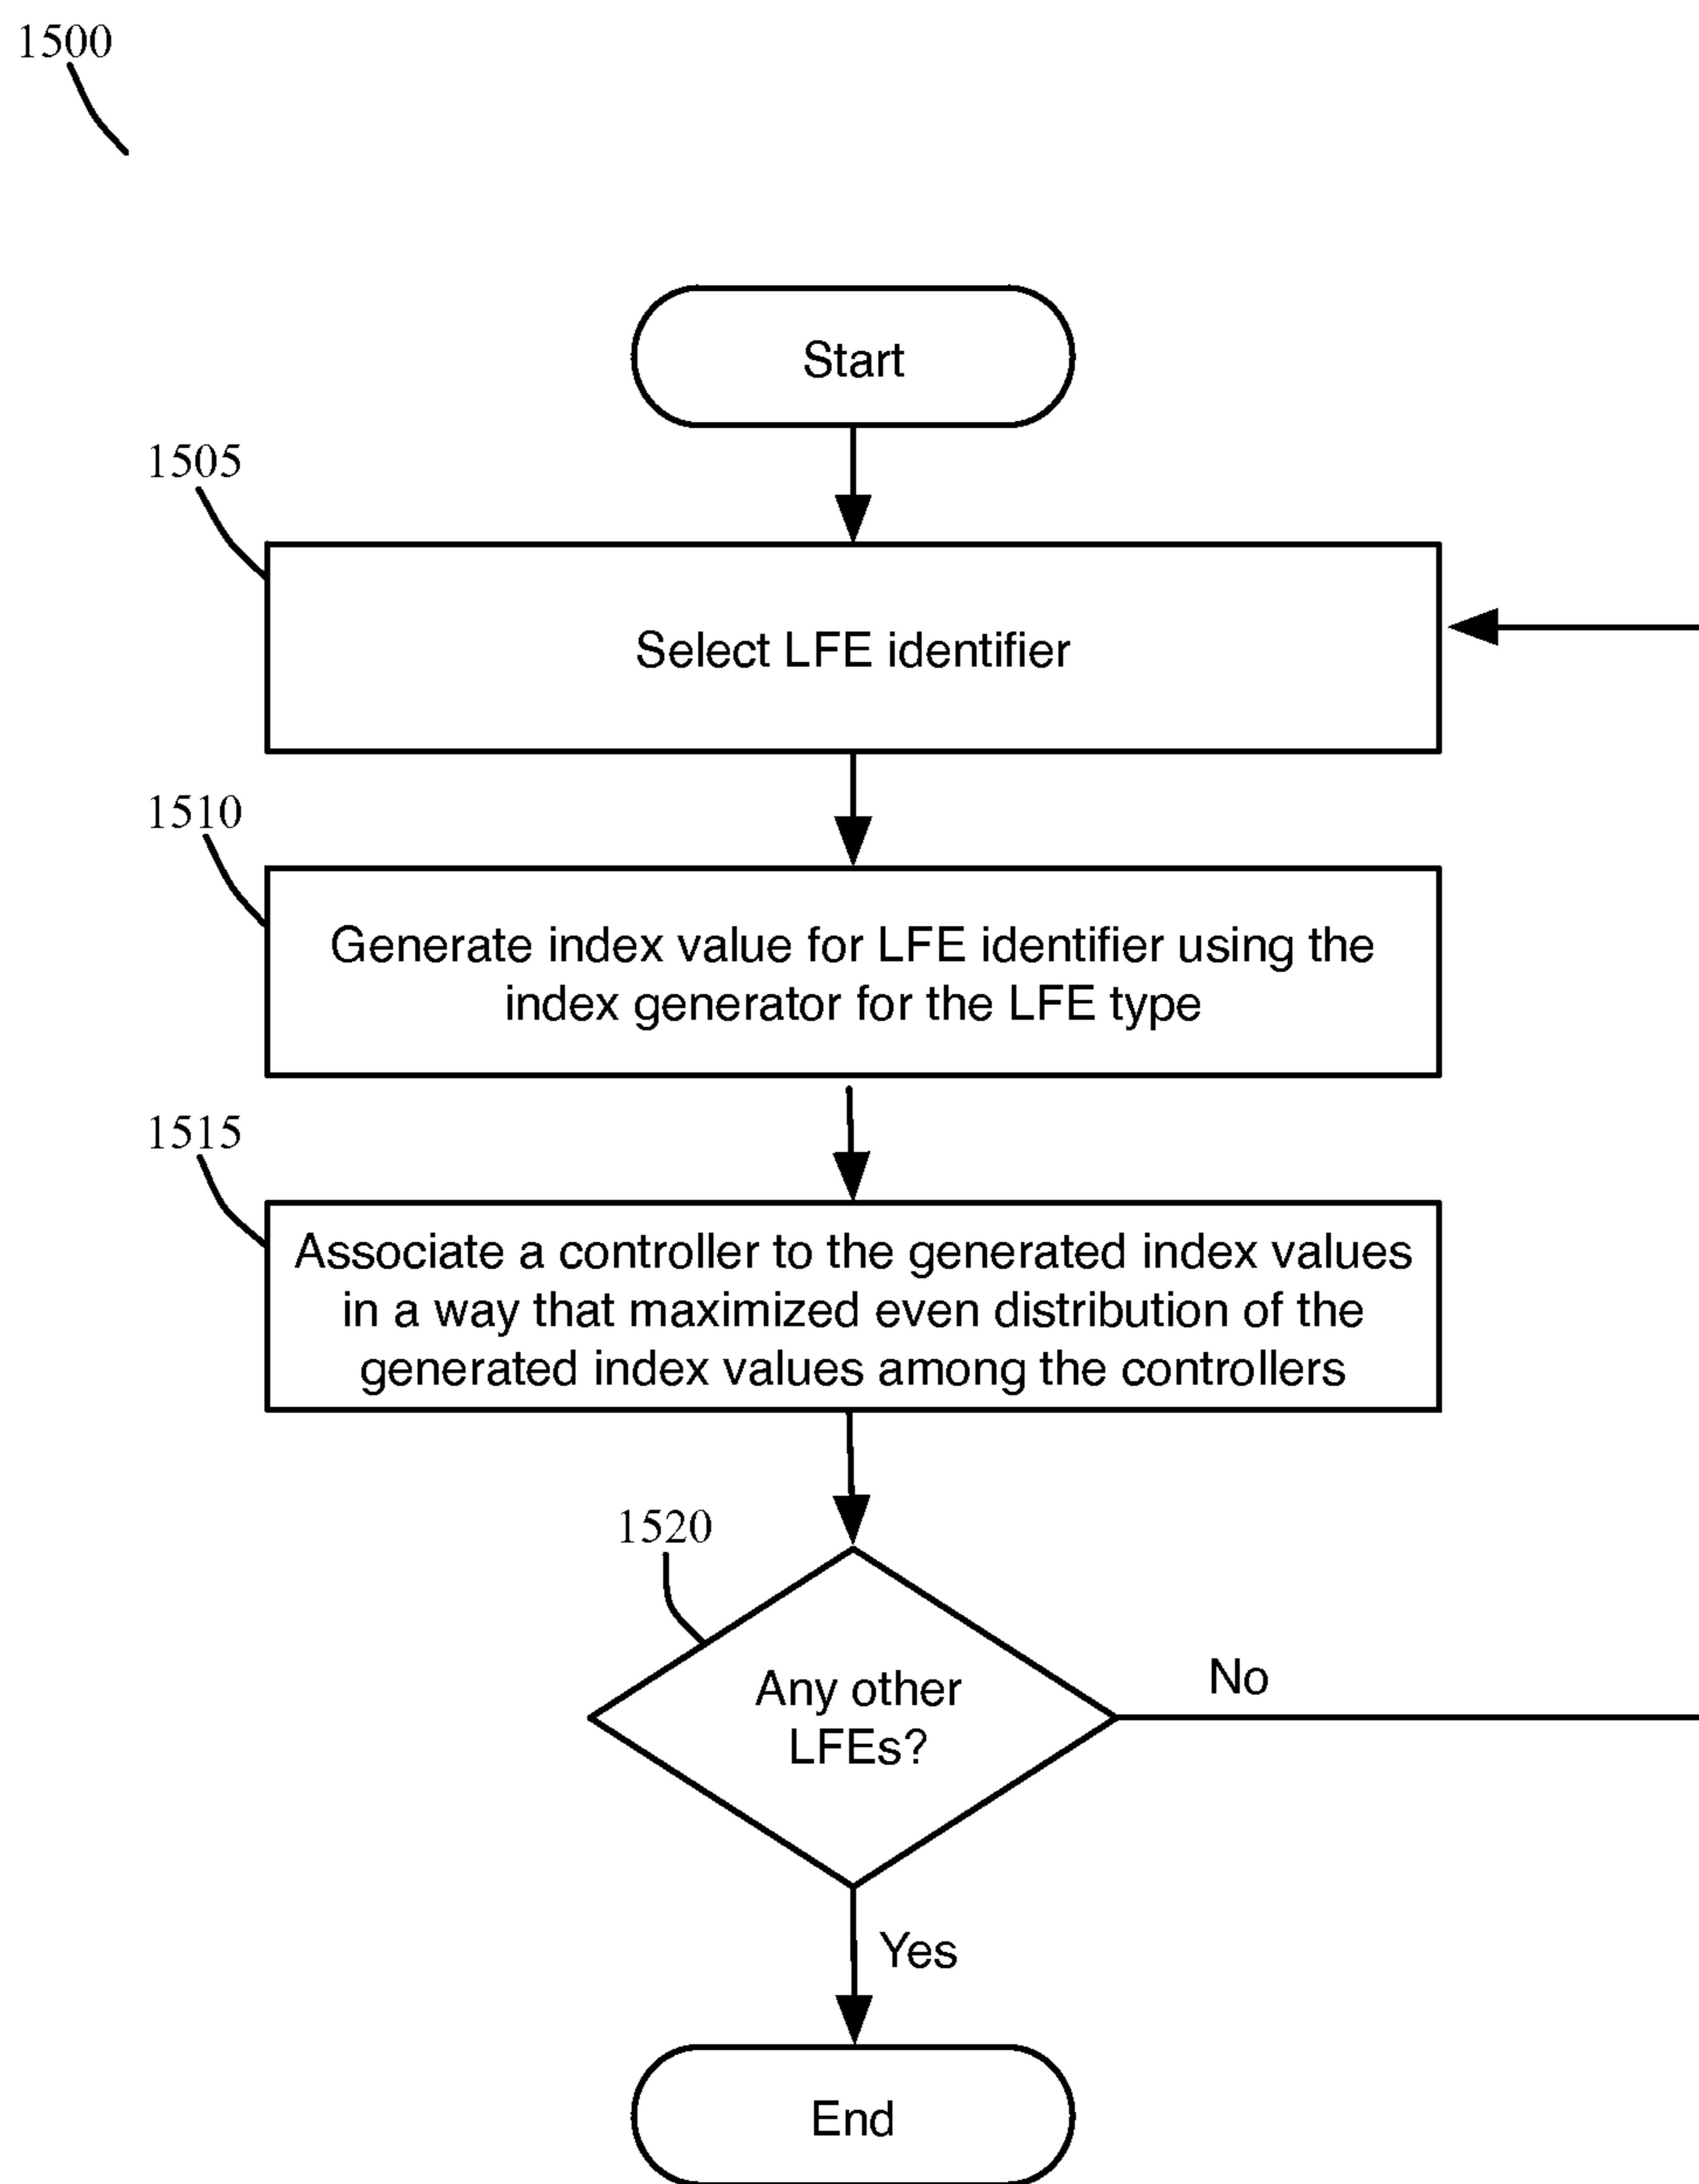 1500
Start
1505
Select LFE identifier
1510
Generate index value for LFE identifier using the
index generator for the LFE type
1515
Associate a controller to the generated index values
in a way that maximized even distribution of the
generated index values among the controllers
1520
Any other
LFEs?
No
Yes
End